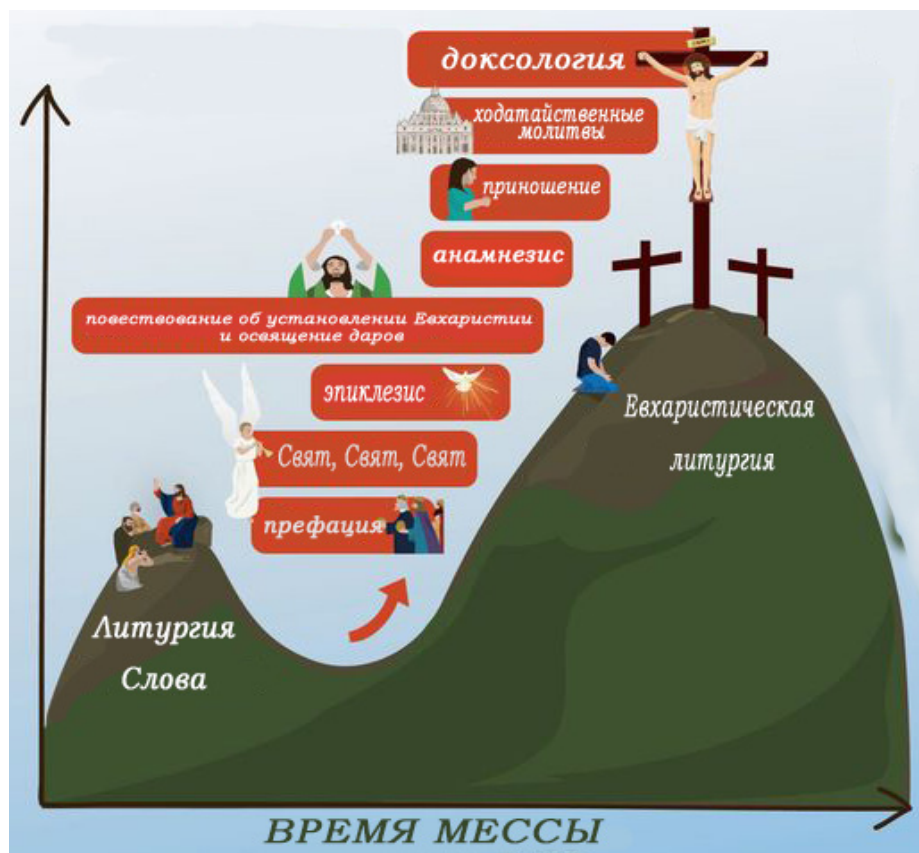 доксология
ходатайственные
молитвы
приношение
анамнезис
повествование об установлении Евхаристии
и освящение даров
эпиклезис
Свят, Свят, Свят
префация
Евхаристическая
литургия
Литургия
Слова
ВРЕМЯ МЕССЫ